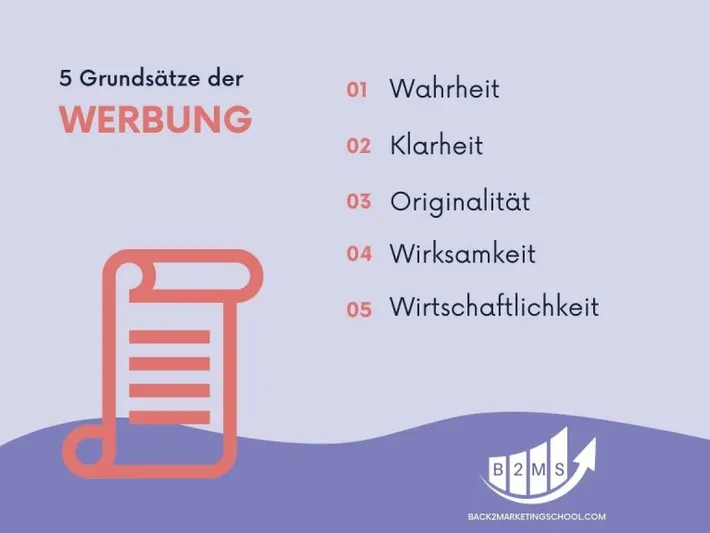 5 Grundsätze der
WERBUNG
01 Wahrheit
02 Klarheit
03 Originalität
04 Wirksamkeit
05 Wirtschaftlichkeit
B2MS
BACK2MARKETINGSCHOOL.COM